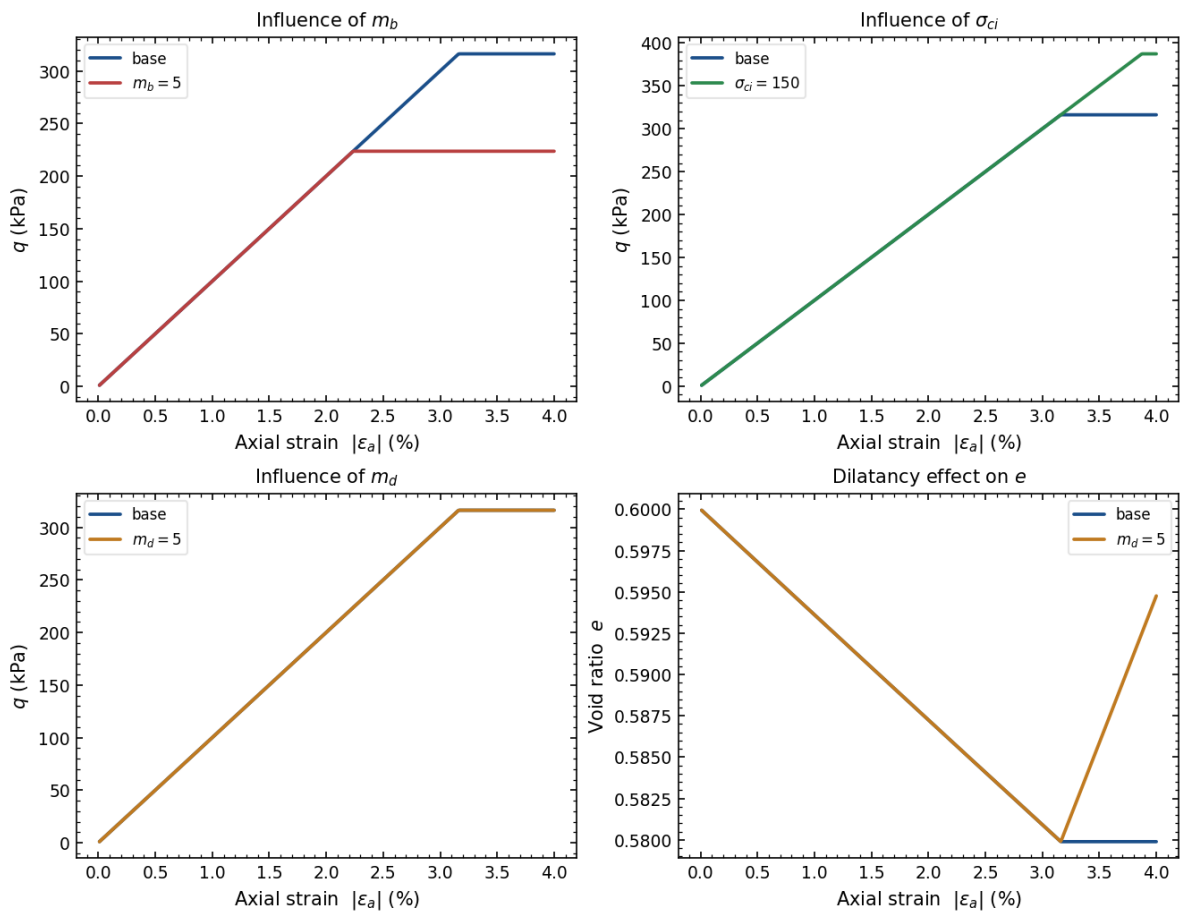 Influence of m_b
base
m_b = 5
q (kPa)
300
250
200
150
100
50
0
0.0 0.5 1.0 1.5 2.0 2.5 3.0 3.5 4.0
Axial strain |ε_a| (%)
Influence of σ_ci
base
σ_ci = 150
q (kPa)
400
350
300
250
200
150
100
50
0
0.0 0.5 1.0 1.5 2.0 2.5 3.0 3.5 4.0
Axial strain |ε_a| (%)
Influence of m_d
base
m_d = 5
q (kPa)
300
250
200
150
100
50
0
0.0 0.5 1.0 1.5 2.0 2.5 3.0 3.5 4.0
Axial strain |ε_a| (%)
Dilatancy effect on e
base
m_d = 5
Void ratio e
0.6000
0.5975
0.5950
0.5925
0.5900
0.5875
0.5850
0.5825
0.5800
0.0 0.5 1.0 1.5 2.0 2.5 3.0 3.5 4.0
Axial strain |ε_a| (%)